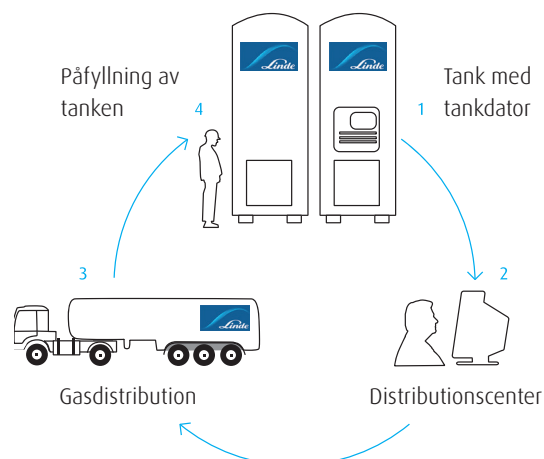 Linde
Linde
Påfyllning av
tanken
4
1
Tank med
tankdator
3
2
Linde
Gasdistribution
Distributionscenter